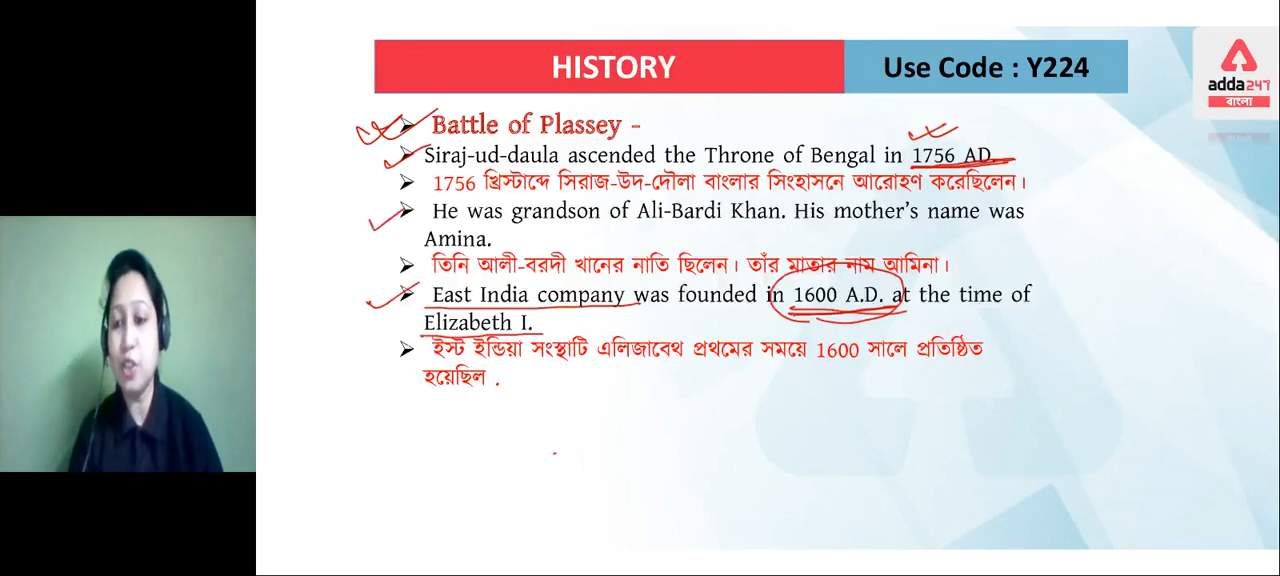 HISTORY
Use Code : Y224
adda247
বাংলা
Battle of Plassey -
Siraj-ud-daula ascended the Throne of Bengal in 1756 AD.
1756 খ্রিস্টাব্দে সিরাজ-উদ-দৌলা বাংলার সিংহাসনে আরোহণ করেছিলেন।
He was grandson of Ali-Bardi Khan. His mother's name was
Amina.
তিনি আলী-বরদী খানের নাতি ছিলেন। তাঁর মাতার নাম আমিনা।
East India company was founded in 1600 A.D. at the time of
Elizabeth I.
ইস্ট ইন্ডিয়া সংস্থাটি এলিজাবেথ প্রথমের সময়ে 1600 সালে প্রতিষ্ঠিত
হয়েছিল .